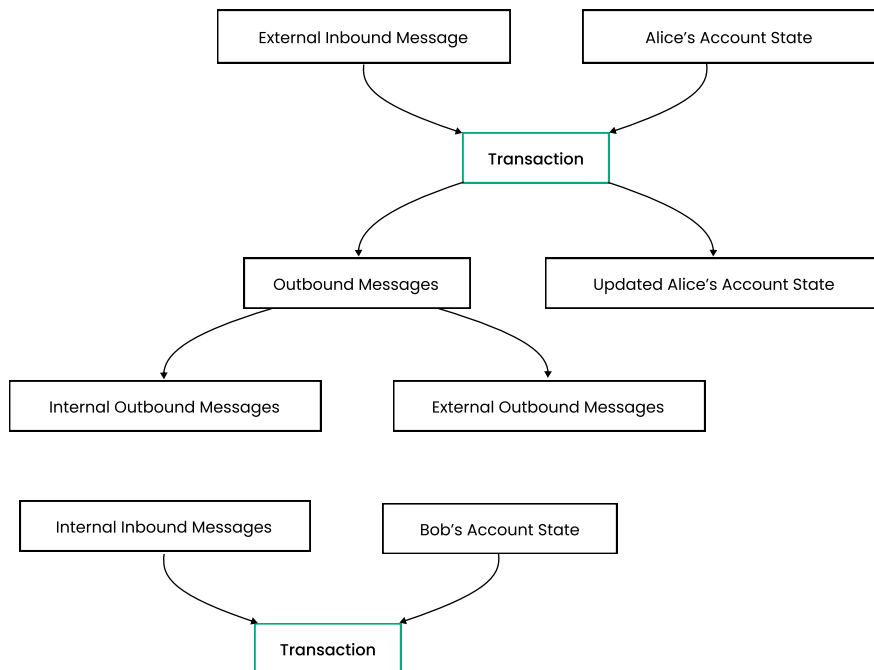 External Inbound Message
Alice’s Account State
Transaction
Outbound Messages
Updated Alice’s Account State
Internal Outbound Messages
External Outbound Messages
Internal Inbound Messages
Bob’s Account State
Transaction